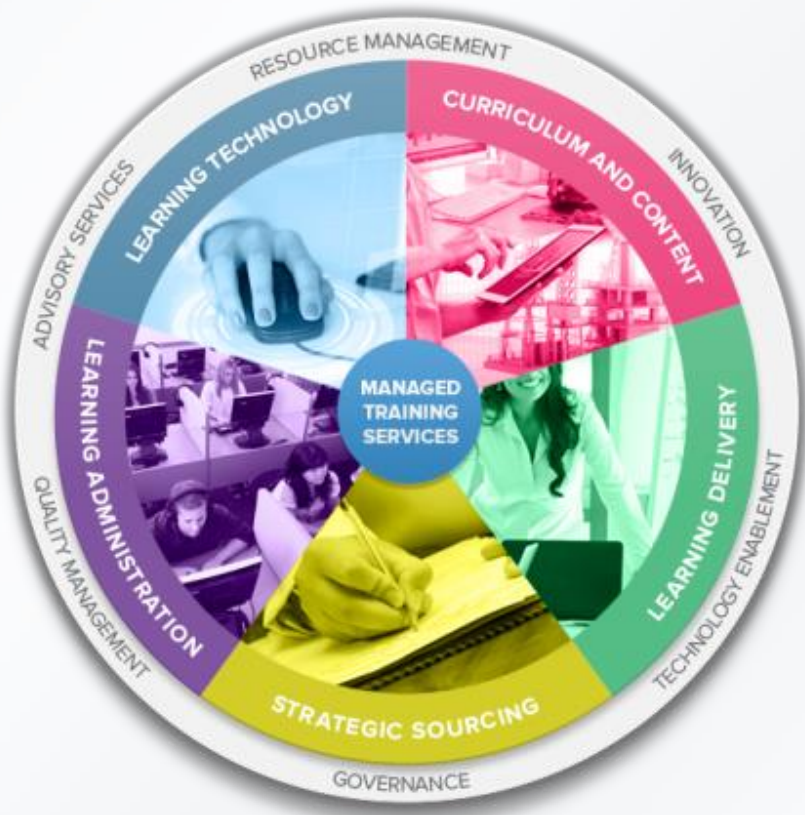 RESOURCE MANAGEMENT
INNOVATION
TECHNOLOGY ENABLEMENT
GOVERNANCE
QUALITY MANAGEMENT
ADVISORY SERVICES
LEARNING TECHNOLOGY
CURRICULUM AND CONTENT
LEARNING DELIVERY
STRATEGIC SOURCING
LEARNING ADMINISTRATION
MANAGED
TRAINING
SERVICES